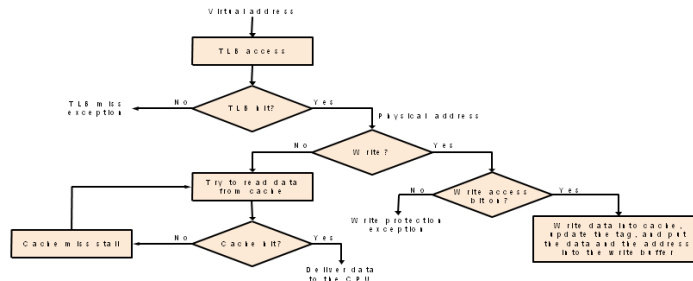 Virtual address
TLB access
TLB hit?
No
Yes
TLB miss
exception
Physical address
Write?
No
Yes
Try to read data
from cache
Write access
bit on?
No
Yes
Write protection
exception
Write data into cache,
update the tag, and put
the data and the address
into the write buffer
Cache hit?
No
Yes
Cache miss stall
Deliver data
to the CPU